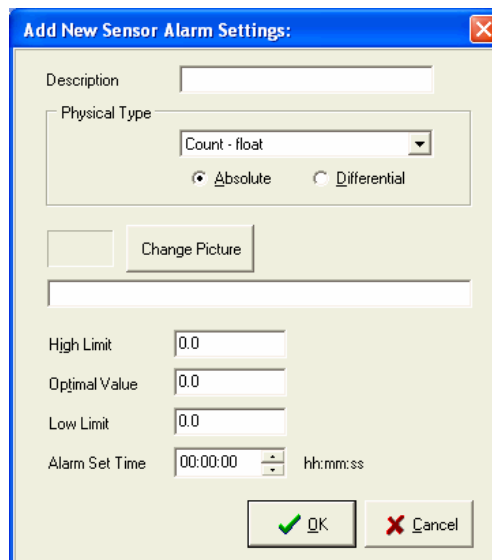 Add New Sensor Alarm Settings:
Description
Physical Type
Count - float
Absolute Differential
Change Picture
High Limit 0.0
Optimal Value 0.0
Low Limit 0.0
Alarm Set Time 00:00:00 hh:mm:ss
OK Cancel